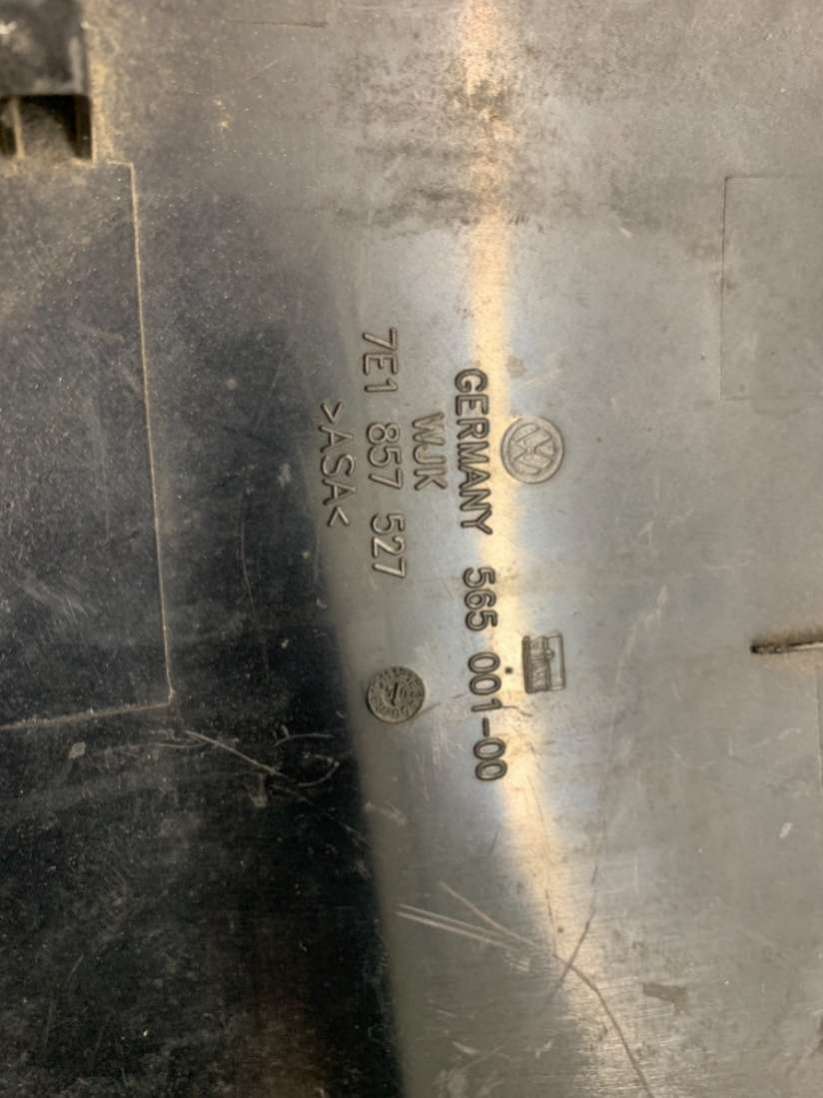 GERMANY 565 001-00
WJK
7E1 857 527
>ASA<